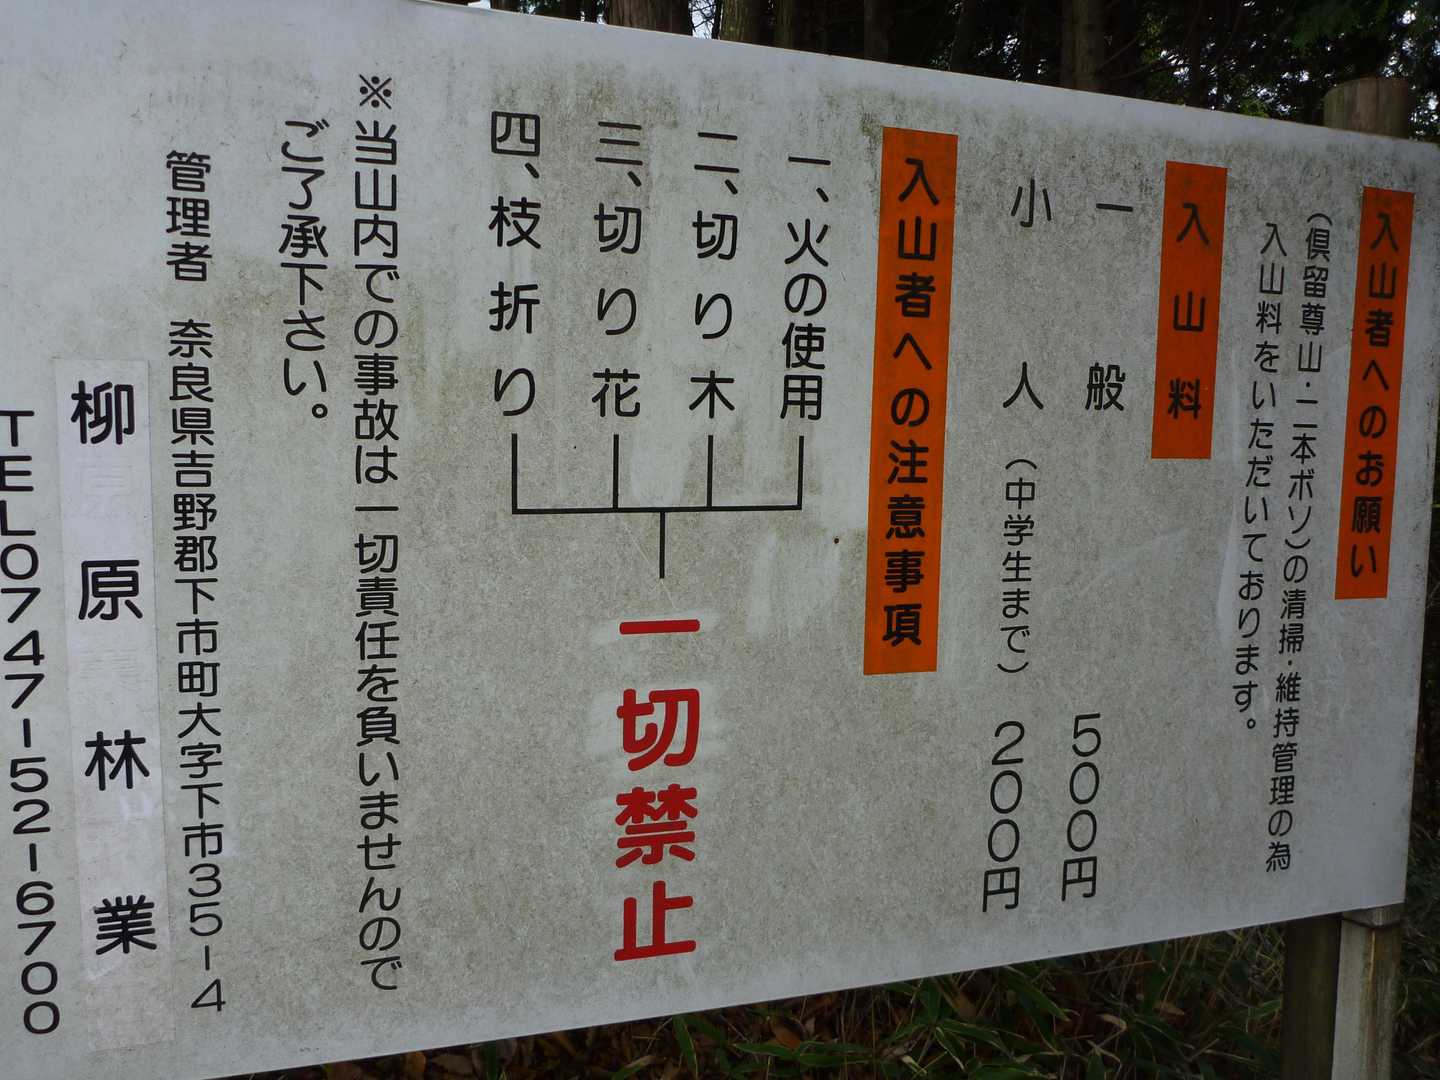 入山者へのお願い
（倶留尊山・二本ボソ）の清掃・維持管理の為
入山料をいただいております。
入山料
一般 500円
小人（中学生まで） 200円
入山者への注意事項
一、火の使用
二、切り木
三、切り花
四、枝折り
一切禁止
※当山内での事故は一切責任を負いませんので
ご了承下さい。
管理者 奈良県吉野郡下市町大字下市35-4
柳原林業
TEL0747-52-6700